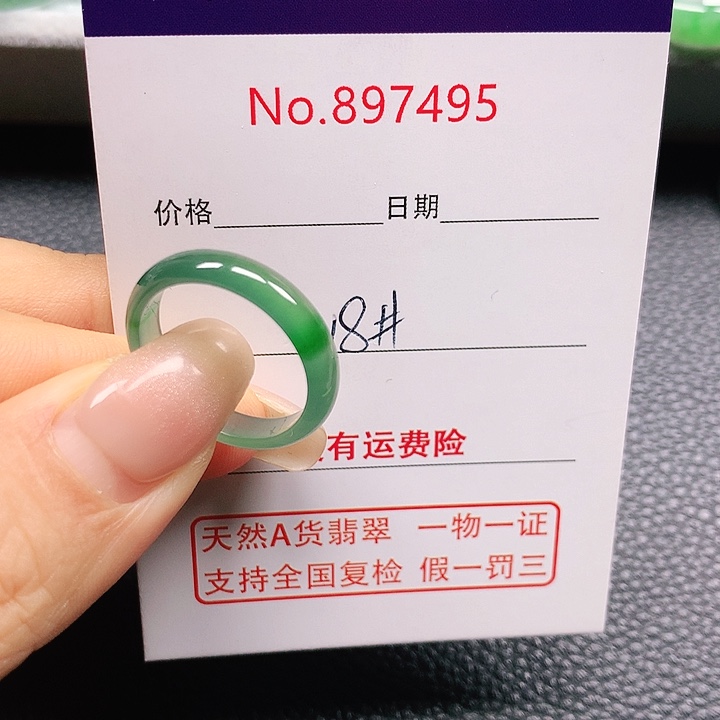 No.897495
价格 日期
18#
有运费险
天然A货翡翠 一物一证
支持全国复检 假一罚三